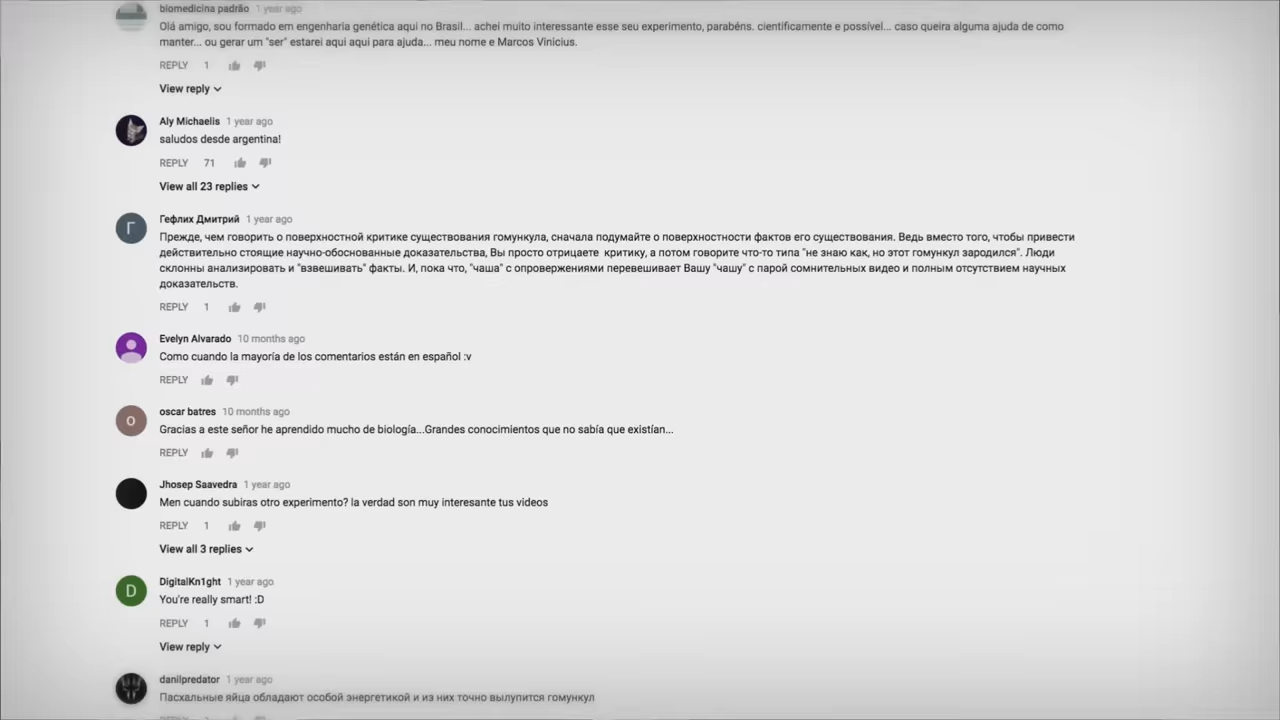 biomedicina padrão 1 year ago
Olá amigo, sou formado em engenharia genética aqui no Brasil... achei muito interessante esse seu experimento, parabéns. cientificamente e possível... caso queira alguma ajuda de como
manter... ou gerar um "ser" estarei aqui aqui para ajuda... meu nome e Marcos Vinicius.
REPLY 1
View reply
Aly Michaelis 1 year ago
saludos desde argentina!
REPLY 71
View all 23 replies
Г
Гефлих Дмитрий 1 year ago
Прежде, чем говорить о поверхностной критике существования гомункула, сначала подумайте о поверхностности фактов его существования. Ведь вместо того, чтобы привести
действительно стоящие научно-обоснованные доказательства, Вы просто отрицаете критику, а потом говорите что-то типа "не знаю как, но этот гомункул зародился". Люди
склонны анализировать и "взвешивать" факты. И, пока что, "чаша" с опровержениями перевешивает Вашу "чашу" с парой сомнительных видео и полным отсутствием научных
доказательств.
REPLY 1
Evelyn Alvarado 10 months ago
Como cuando la mayoría de los comentarios están en español :v
REPLY
o
oscar batres 10 months ago
Gracias a este señor he aprendido mucho de biología...Grandes conocimientos que no sabía que existían...
REPLY
Jhosep Saavedra 1 year ago
Men cuando subiras otro experimento? la verdad son muy interesante tus videos
REPLY 1
View all 3 replies
D
DigitalKn1ght 1 year ago
You're really smart! :D
REPLY 1
View reply
danilpredator 1 year ago
Пасхальные яйца обладают особой энергетикой и из них точно вылупится гомункул
REPLY 1